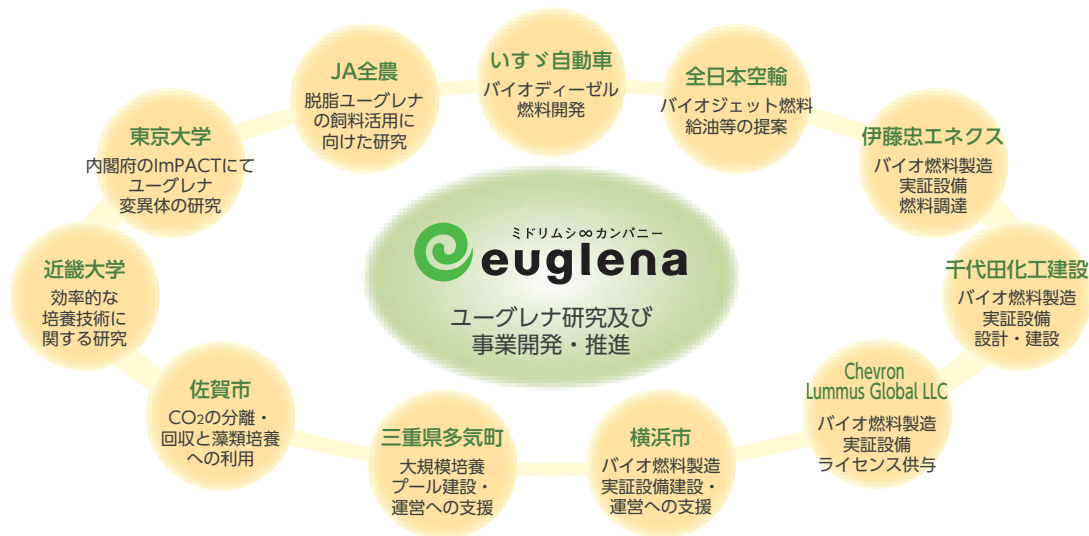 いすゞ自動車
バイオディーゼル
燃料開発
全日本空輸
バイオジェット燃料
給油等の提案
伊藤忠エネクス
バイオ燃料製造
実証設備
燃料調達
千代田化工建設
バイオ燃料製造
実証設備
設計・建設
Chevron
Lummus Global LLC
バイオ燃料製造
実証設備
ライセンス供与
横浜市
バイオ燃料製造
実証設備建設・
運営への支援
三重県多気町
大規模培養
プール建設・
運営への支援
佐賀市
CO₂の分離・
回収と藻類培養
への利用
近畿大学
効率的な
培養技術に
関する研究
東京大学
内閣府のImPACTにて
ユーグレナ
変異体の研究
JA全農
脱脂ユーグレナ
の飼料活用に
向けた研究
ミドリムシ∞カンパニー
euglena
ユーグレナ研究及び
事業開発・推進